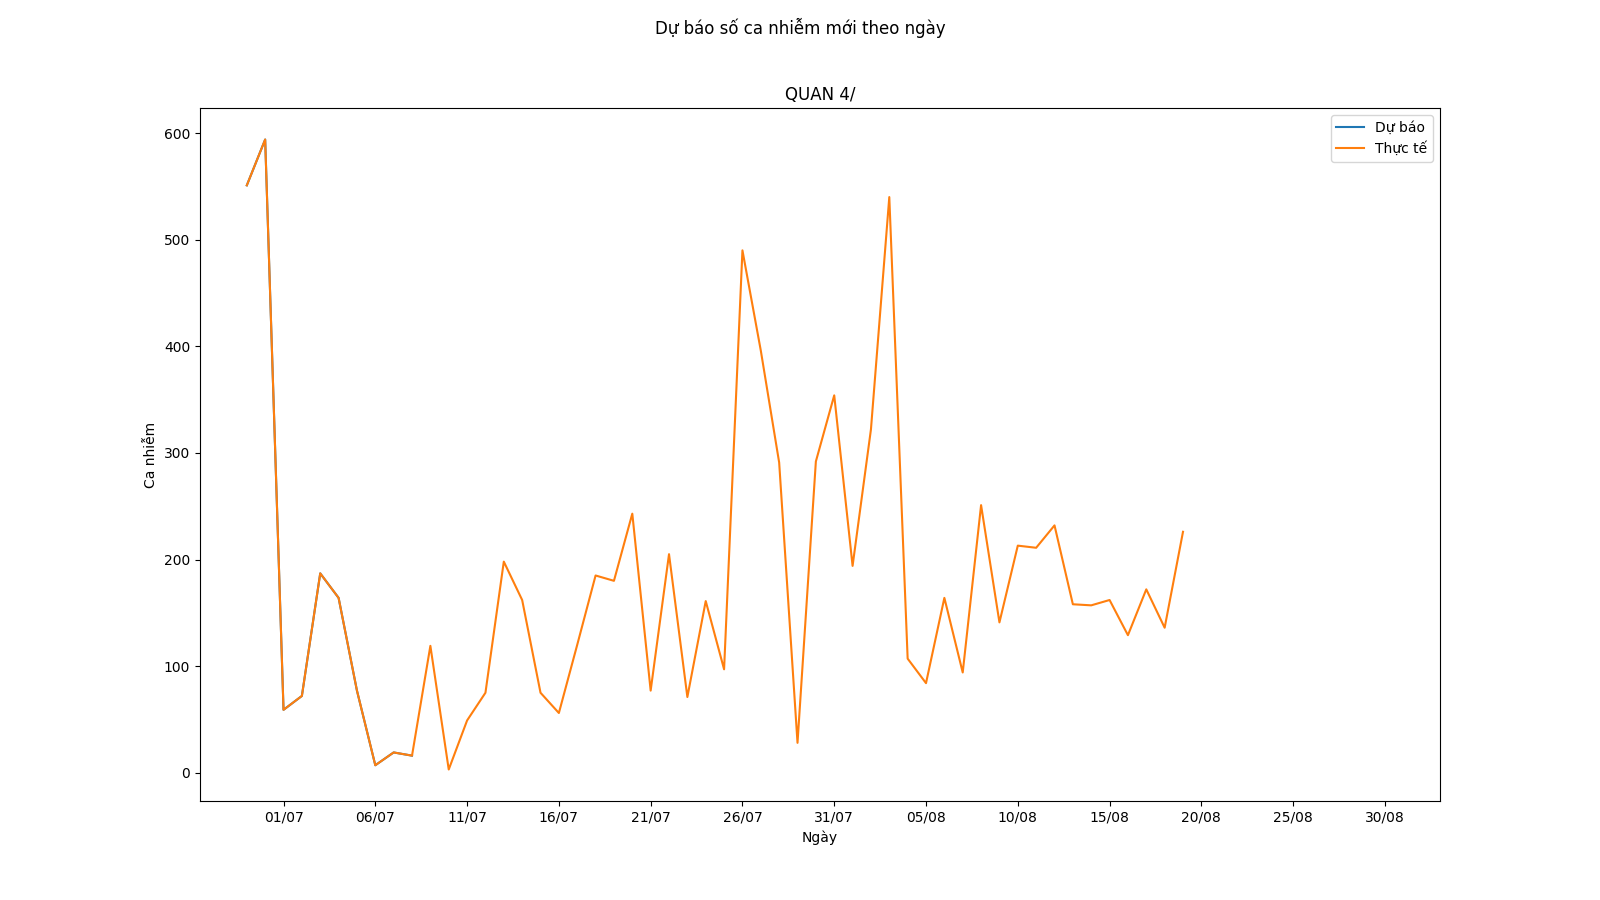 Dự báo số ca nhiễm mới theo ngày
QUAN 4/
Dự báo
Thực tế
600
500
400
300
200
100
0
Ca nhiễm
01/07 06/07 11/07 16/07 21/07 26/07 31/07 05/08 10/08 15/08 20/08 25/08 30/08
Ngày